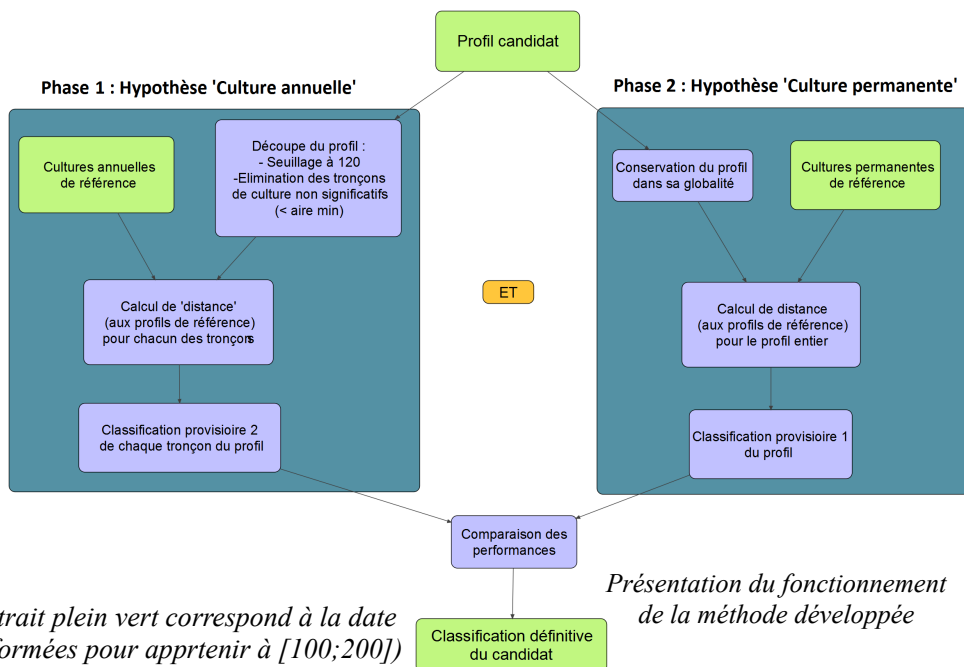 Profil candidat
Phase 1 : Hypothèse 'Culture annuelle'
Cultures annuelles
de référence
Découpe du profil :
- Seuillage à 120
-Elimination des tronçons
de culture non significatifs
(< aire min)
Calcul de 'distance'
(aux profils de référence)
pour chacun des tronçons
Classification provisioire 2
de chaque tronçon du profil
ET
Phase 2 : Hypothèse 'Culture permanente'
Conservation du profil
dans sa globalité
Cultures permanentes
de référence
Calcul de distance
(aux profils de référence)
pour le profil entier
Classification provisioire 1
du profil
Comparaison des
performances
Classification définitive
du candidat
trait plein vert correspond à la date
formées pour apprtenir à [100;200])
Présentation du fonctionnement
de la méthode développée